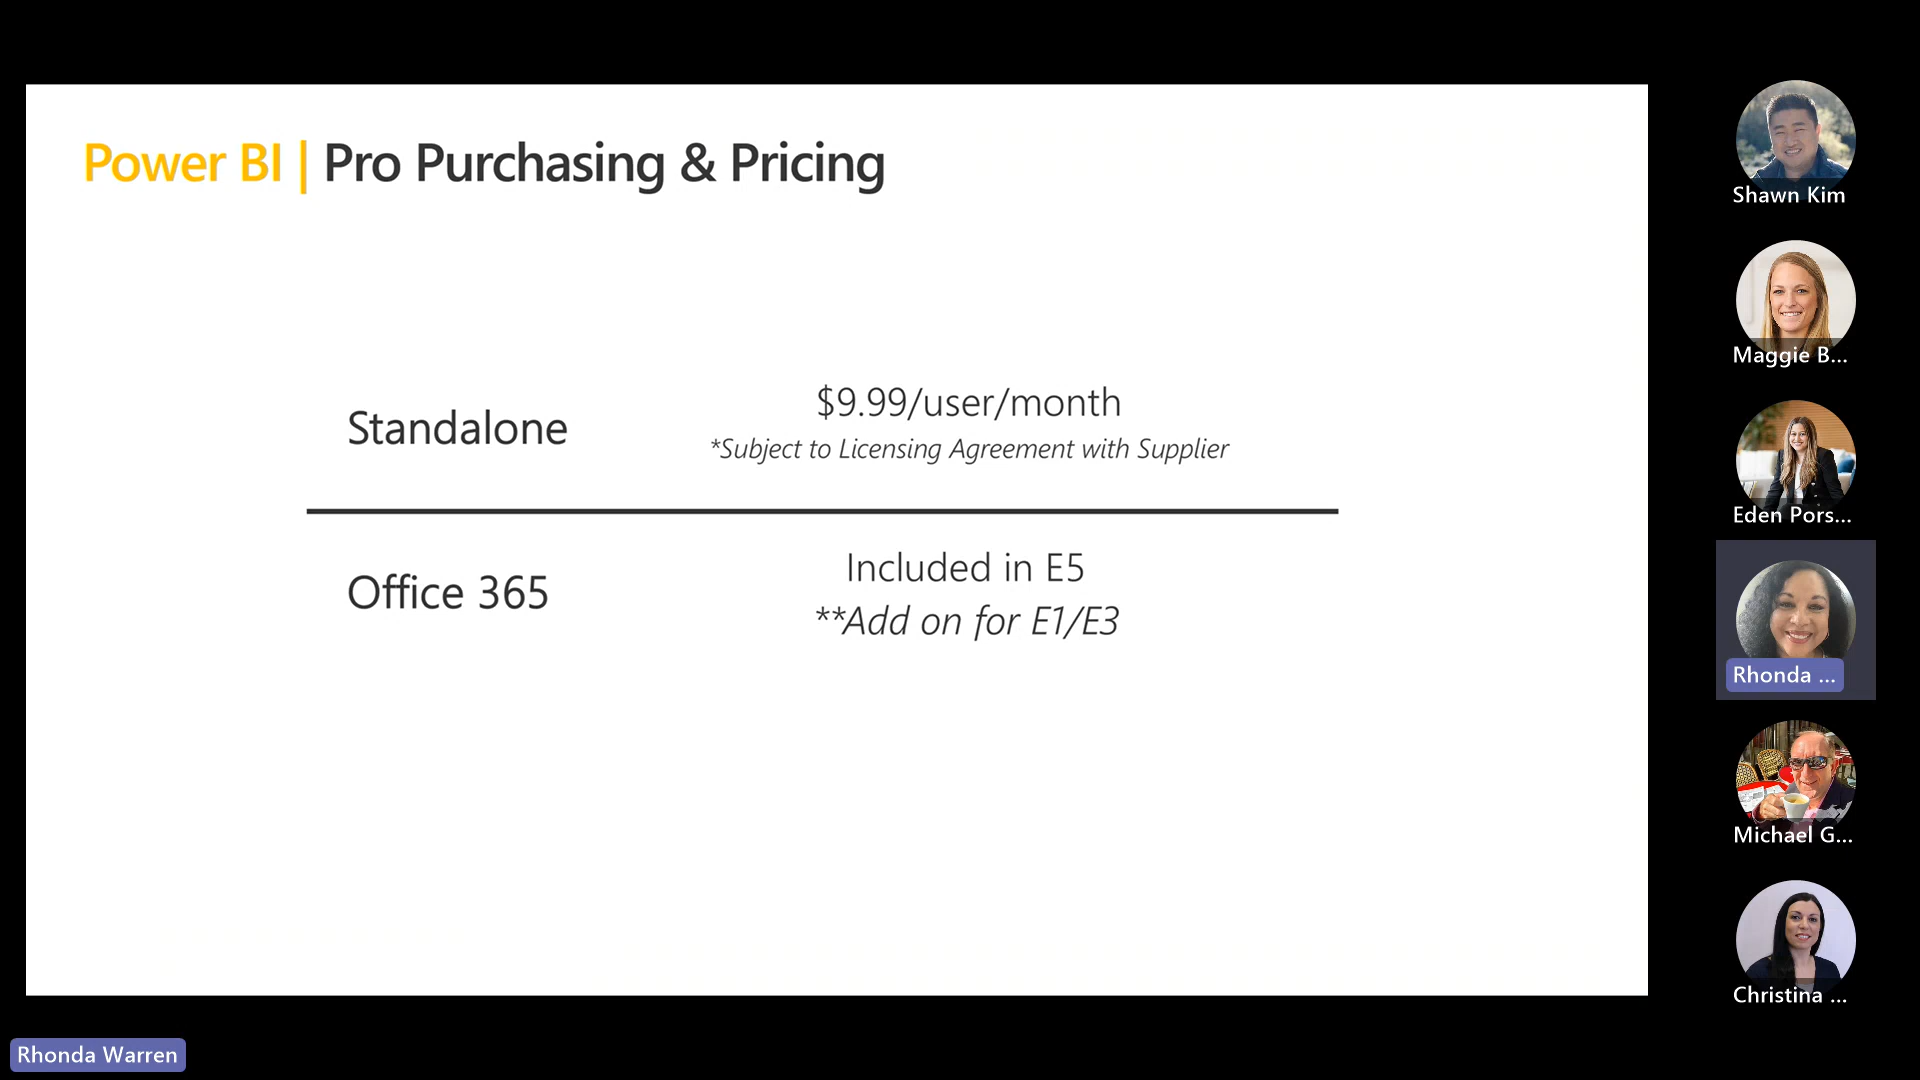 Power BI | Pro Purchasing & Pricing
Standalone
$9.99/user/month
*Subject to Licensing Agreement with Supplier
Office 365
Included in E5
**Add on for E1/E3
Shawn Kim
Maggie B...
Eden Pors...
Rhonda ...
Michael G...
Christina ...
Rhonda Warren